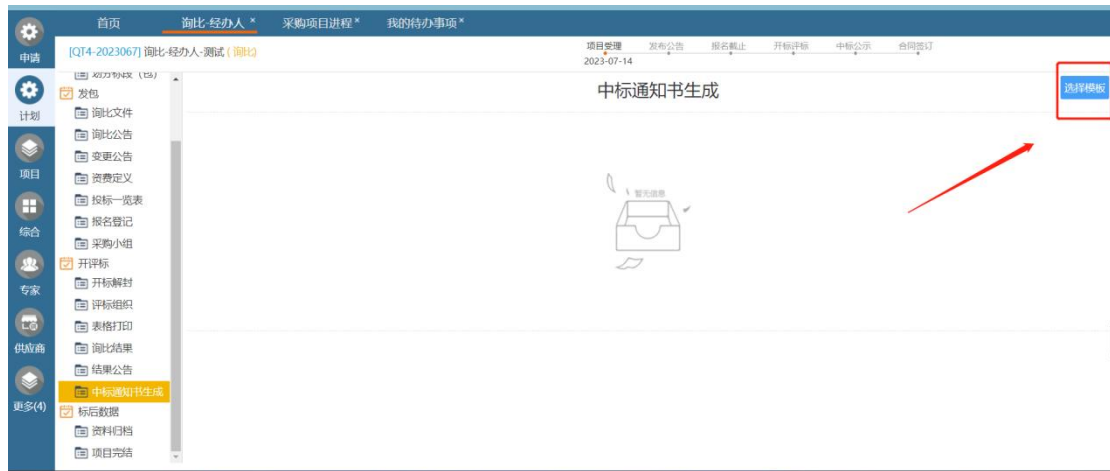 首页 询比-经办人 × 采购项目进程 × 我的待办事项 ×
申请
计划
项目
综合
专家
供应商
更多(4)
[QT4-2023067] 询比-经办人-测试 ( 询比)
项目受理 发布公告 报名截止 开标评标 中标公示 合同签订
2023-07-14
划分标段（包）
发包
询比文件
询比公告
变更公告
资费定义
投标一览表
报名登记
采购小组
开评标
开标解封
评标组织
表格打印
询比结果
结果公告
中标通知书生成
标后数据
资料归档
项目完结
中标通知书生成
选择模板
暂无信息